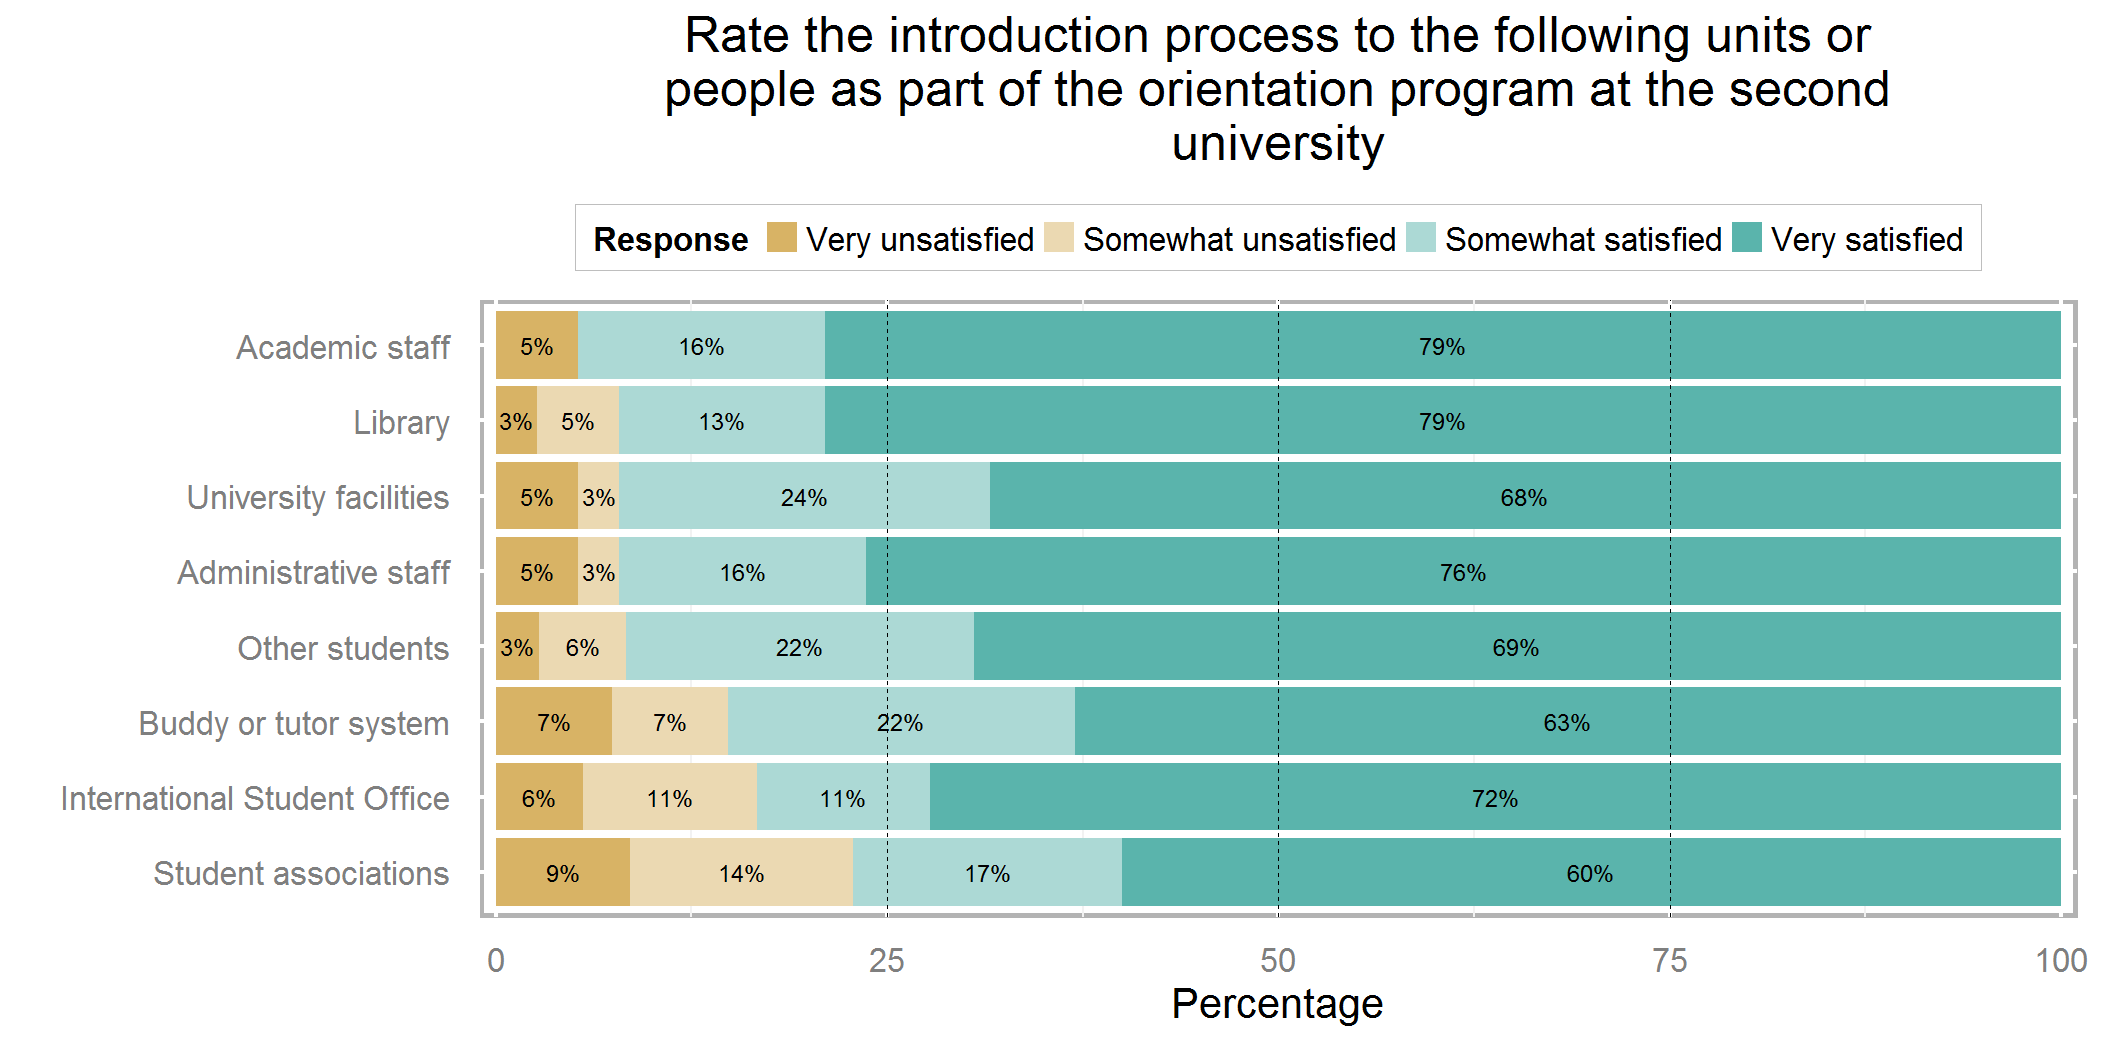 Rate the introduction process to the following units or
people as part of the orientation program at the second
university
Response Very unsatisfied Somewhat unsatisfied Somewhat satisfied Very satisfied
Academic staff 5% 16% 79%
Library 3% 5% 13% 79%
University facilities 5% 3% 24% 68%
Administrative staff 5% 3% 16% 76%
Other students 3% 6% 22% 69%
Buddy or tutor system 7% 7% 22% 63%
International Student Office 6% 11% 11% 72%
Student associations 9% 14% 17% 60%
0 25 50 75 100
Percentage